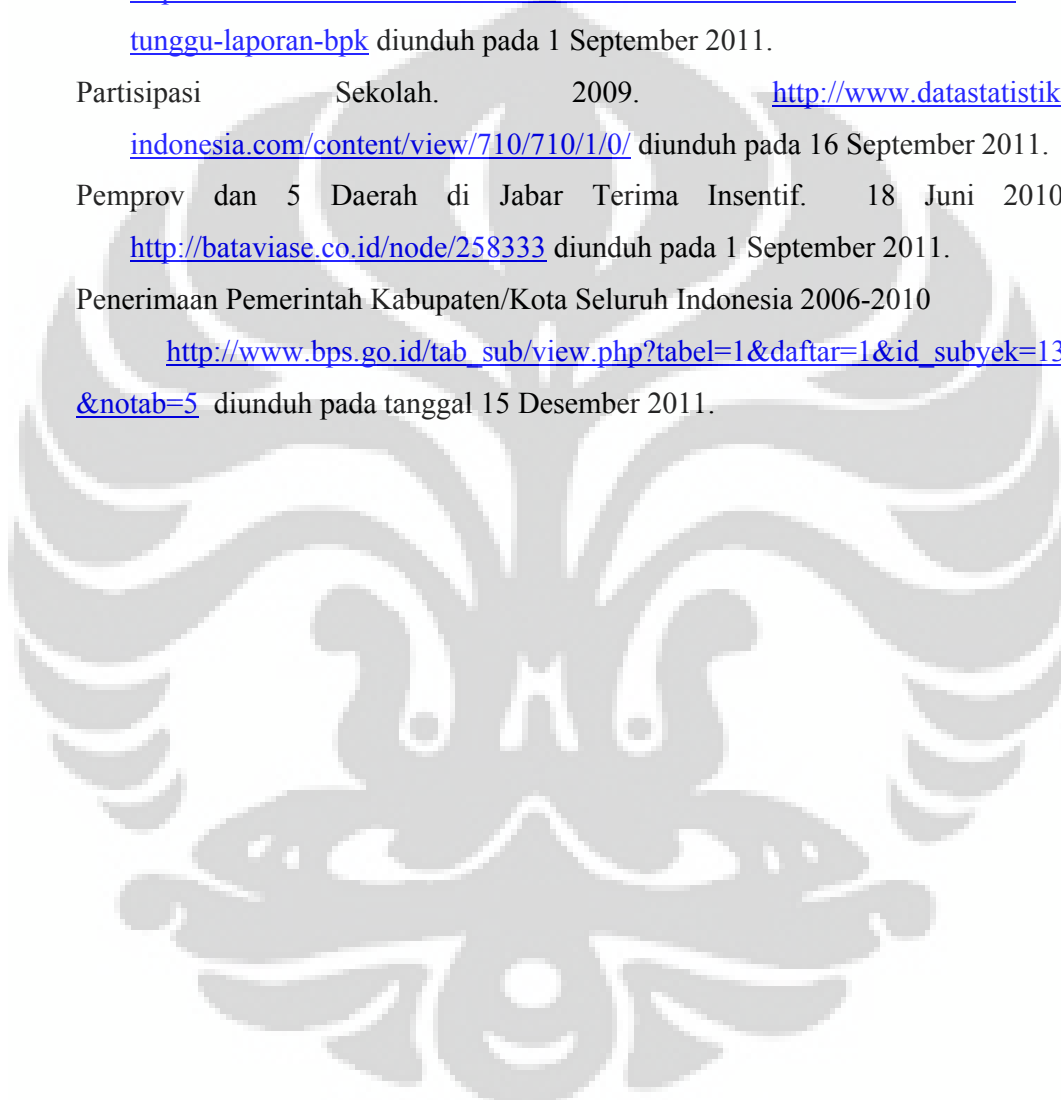 tunggu-laporan-bpk diunduh pada 1 September 2011.
Partisipasi Sekolah. 2009. http://www.datastatistik
indonesia.com/content/view/710/710/1/0/ diunduh pada 16 September 2011.
Pemprov dan 5 Daerah di Jabar Terima Insentif. 18 Juni 2010
http://bataviase.co.id/node/258333 diunduh pada 1 September 2011.
Penerimaan Pemerintah Kabupaten/Kota Seluruh Indonesia 2006-2010
http://www.bps.go.id/tab_sub/view.php?tabel=1&daftar=1&id_subyek=13
&notab=5 diunduh pada tanggal 15 Desember 2011.